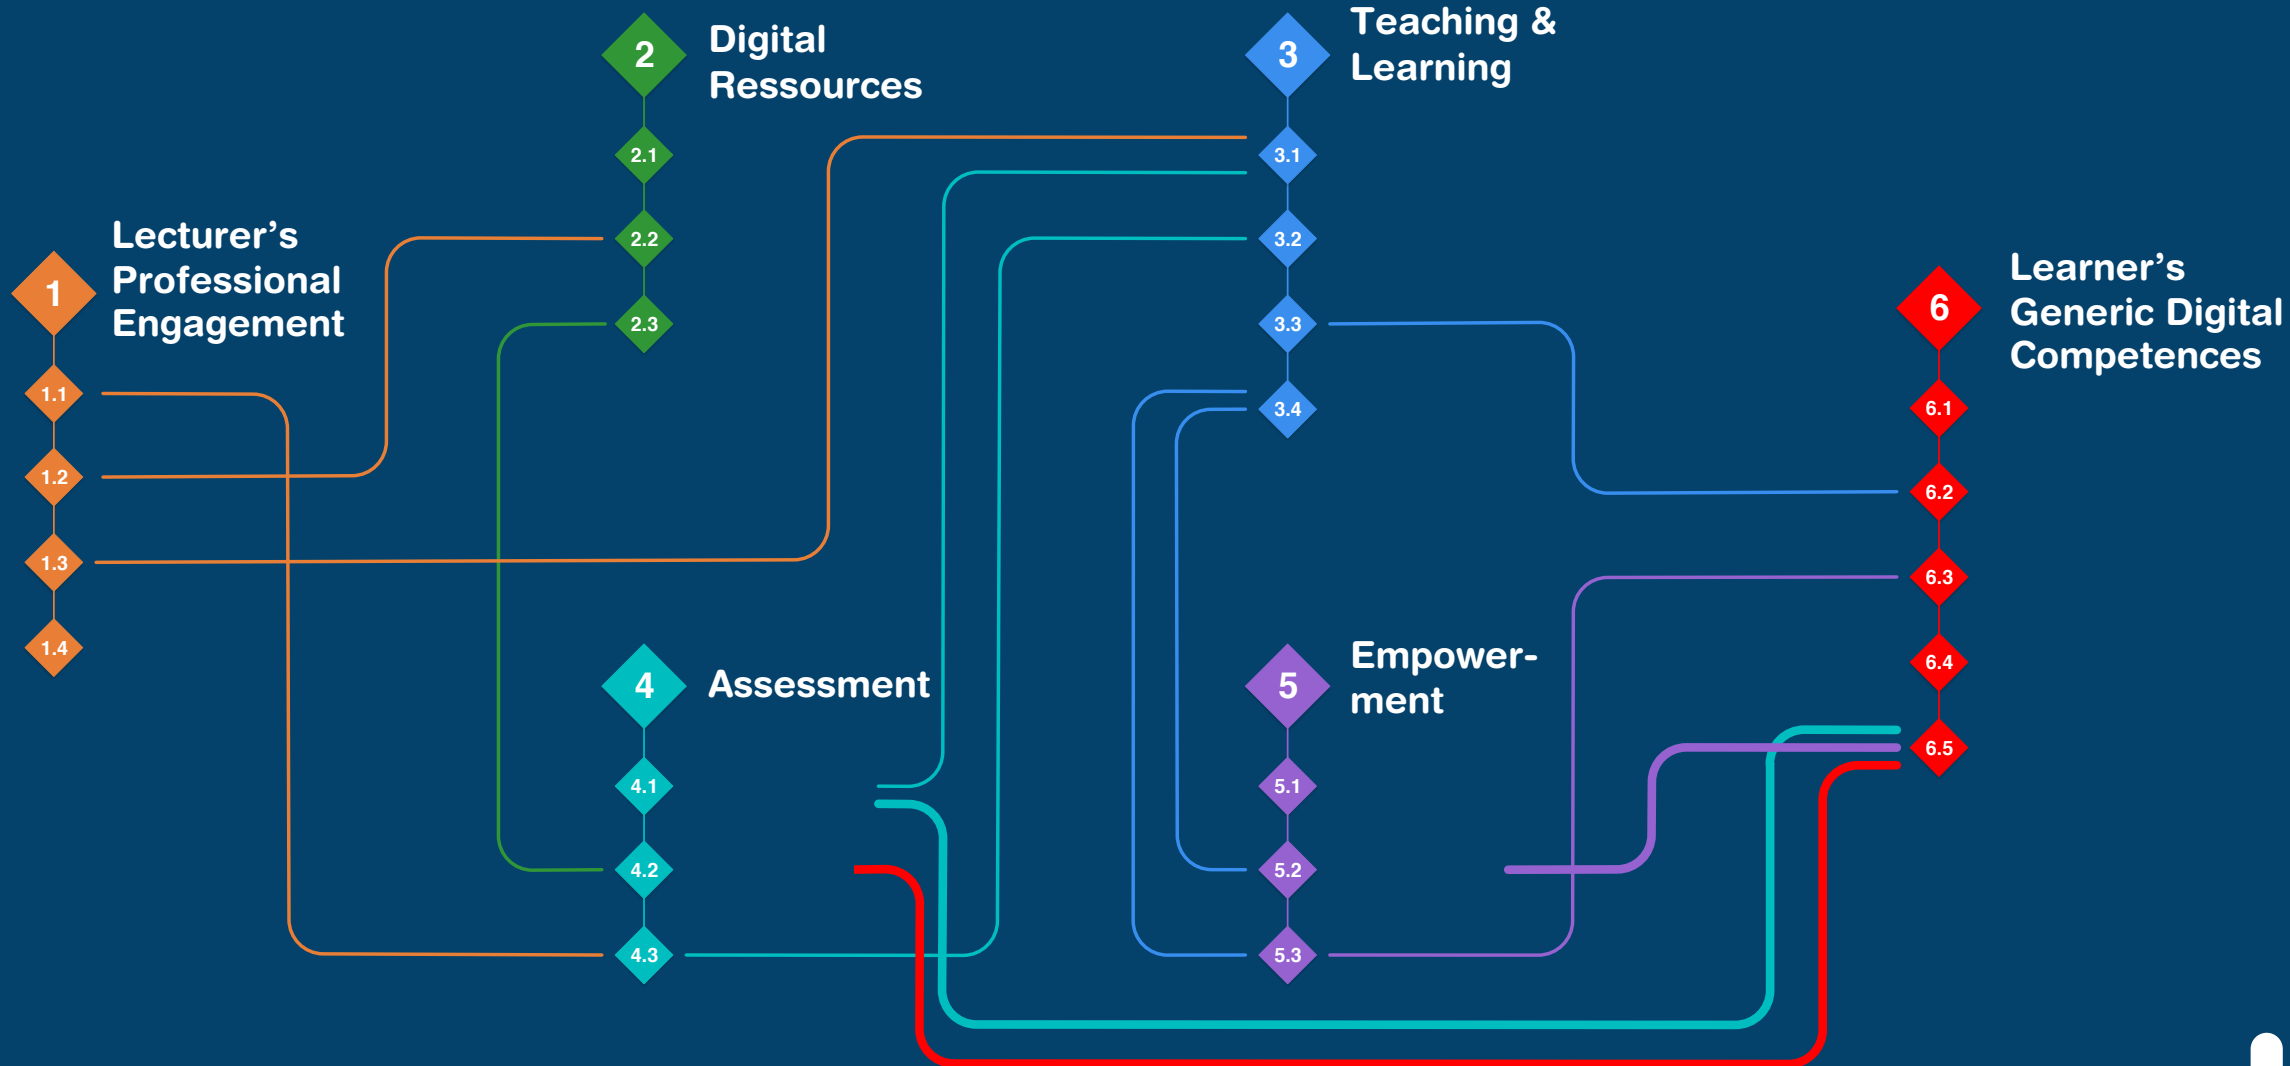 1
Lecturer’s
Professional
Engagement
1.1
1.2
1.3
1.4
2
Digital
Ressources
2.1
2.2
2.3
3
Teaching &
Learning
3.1
3.2
3.3
3.4
4
Assessment
4.1
4.2
4.3
5
Empower-
ment
5.1
5.2
5.3
6
Learner’s
Generic Digital
Competences
6.1
6.2
6.3
6.4
6.5